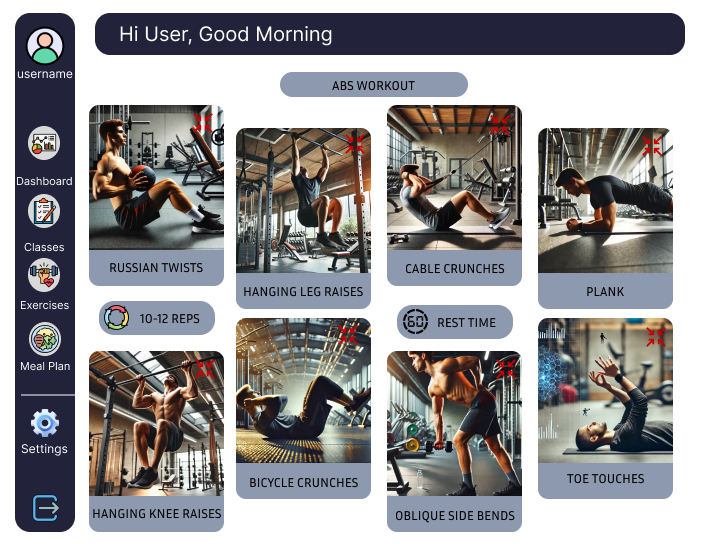 Hi User, Good Morning
username
Dashboard
Classes
Exercises
Meal Plan
Settings
ABS WORKOUT
RUSSIAN TWISTS
HANGING LEG RAISES
CABLE CRUNCHES
PLANK
10-12 REPS
60
REST TIME
HANGING KNEE RAISES
BICYCLE CRUNCHES
OBLIQUE SIDE BENDS
TOE TOUCHES